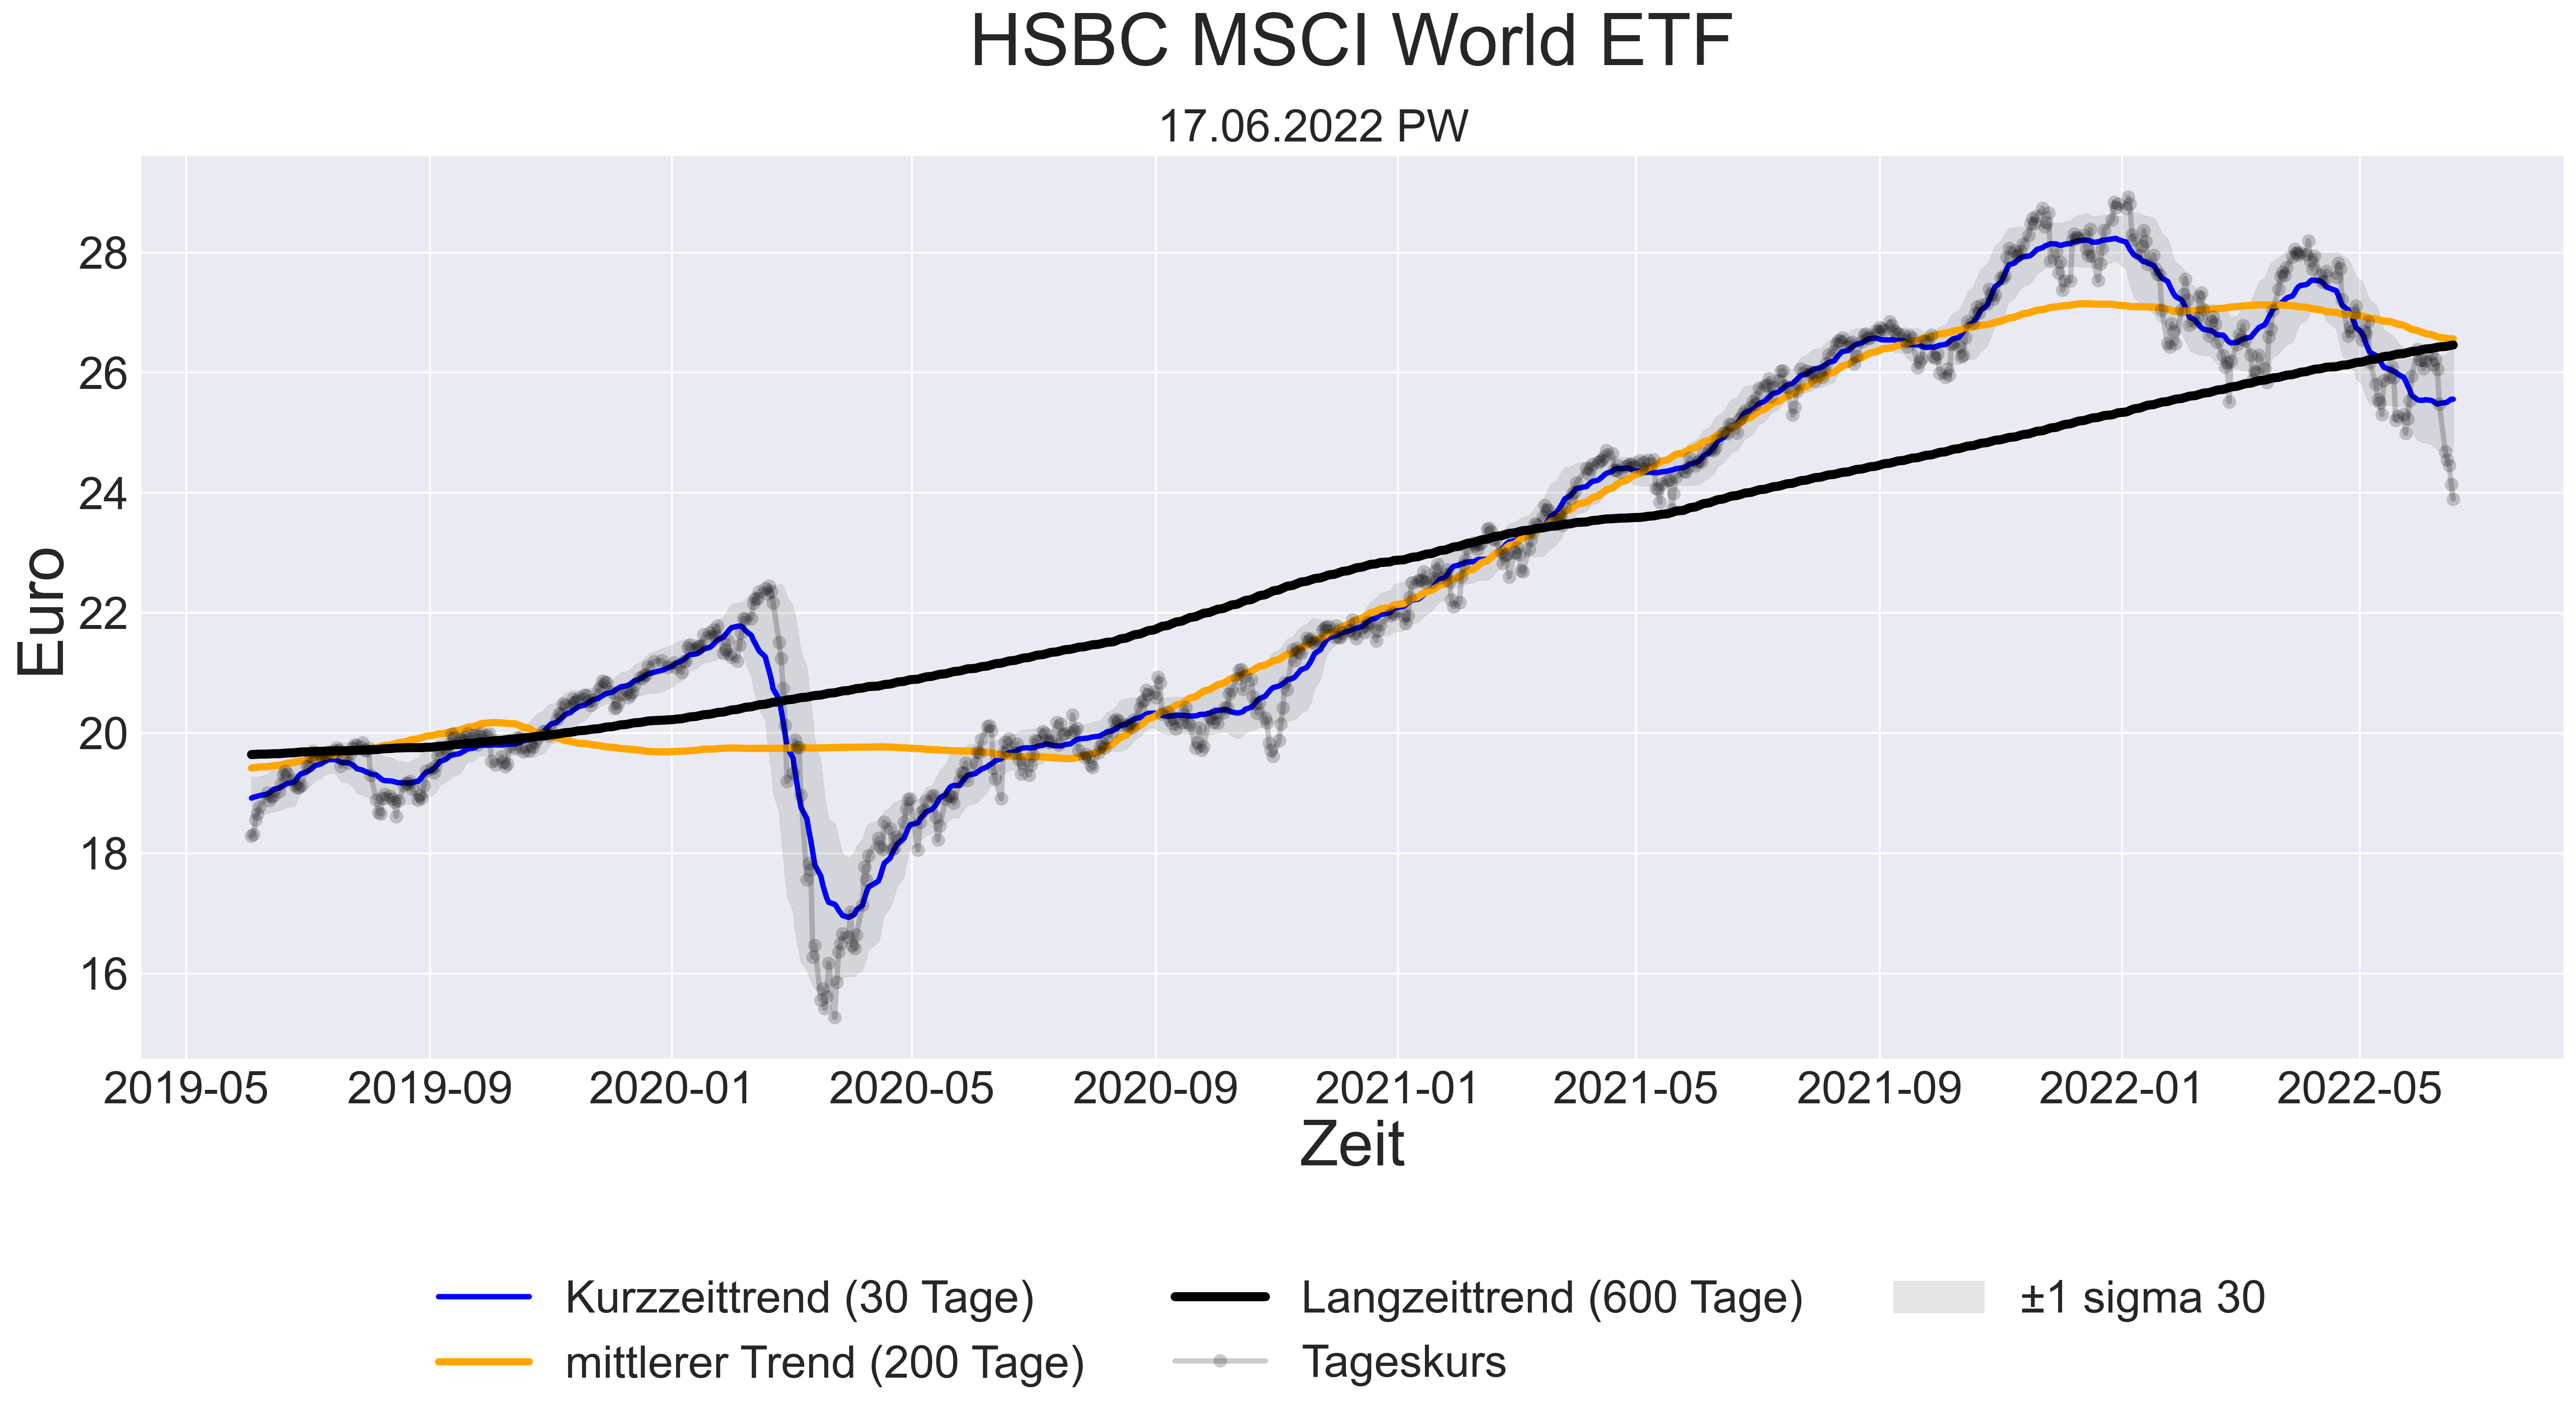 HSBC MSCI World ETF
17.06.2022 PW
28
26
24
22
20
18
16
Euro
2019-05 2019-09 2020-01 2020-05 2020-09 2021-01 2021-05 2021-09 2022-01 2022-05
Zeit
Kurzzeittrend (30 Tage) Langzeittrend (600 Tage) ±1 sigma 30
mittlerer Trend (200 Tage) Tageskurs